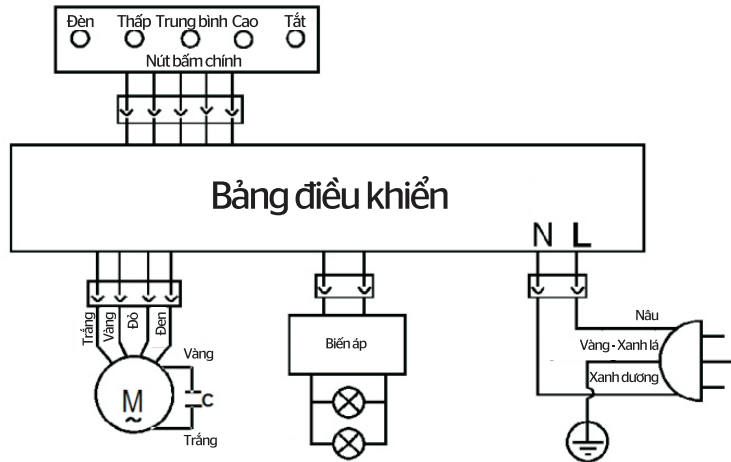 Đèn Thấp Trung bình Cao Tắt
Nút bấm chính
Bảng điều khiển
N L
Trắng Vàng Đỏ Đen
Vàng
M
~
C
Trắng
Biến áp
Nâu
Vàng - Xanh lá
Xanh dương